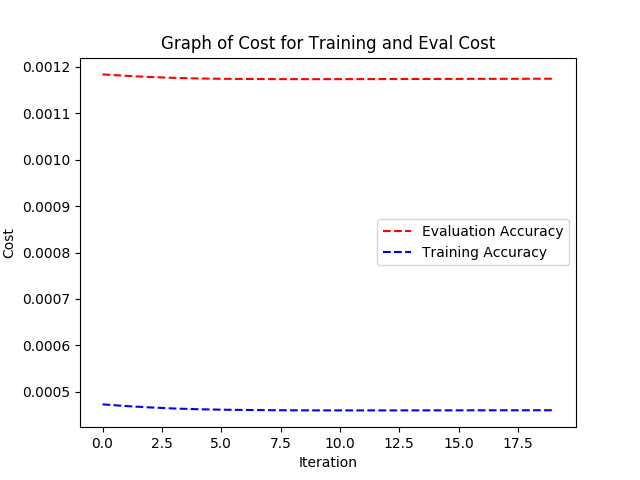 Graph of Cost for Training and Eval Cost
0.0012
0.0011
0.0010
0.0009
0.0008
0.0007
0.0006
0.0005
Cost
Evaluation Accuracy
Training Accuracy
0.0 2.5 5.0 7.5 10.0 12.5 15.0 17.5
Iteration